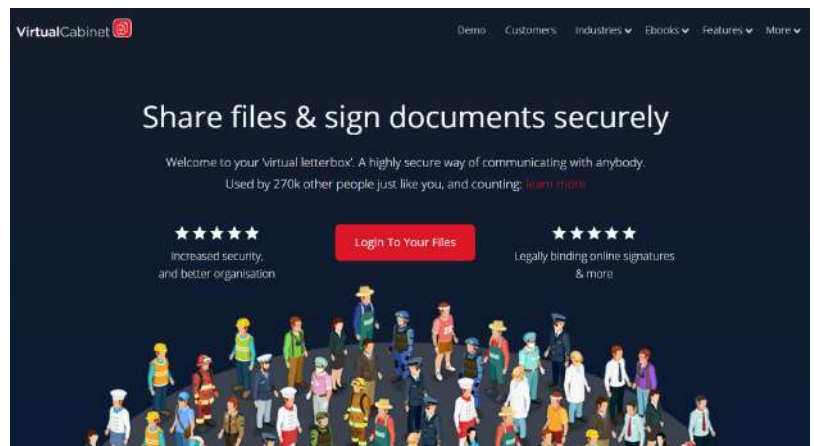 VirtualCabinet
Demo Customers Industries Ebooks Features More
Share files & sign documents securely
Welcome to your 'virtual letterbox'. A highly secure way of communicating with anybody.
Used by 270k other people just like you, and counting: learn more
Increased security,
and better organisation
Login To Your Files
Legally binding online signatures
& more